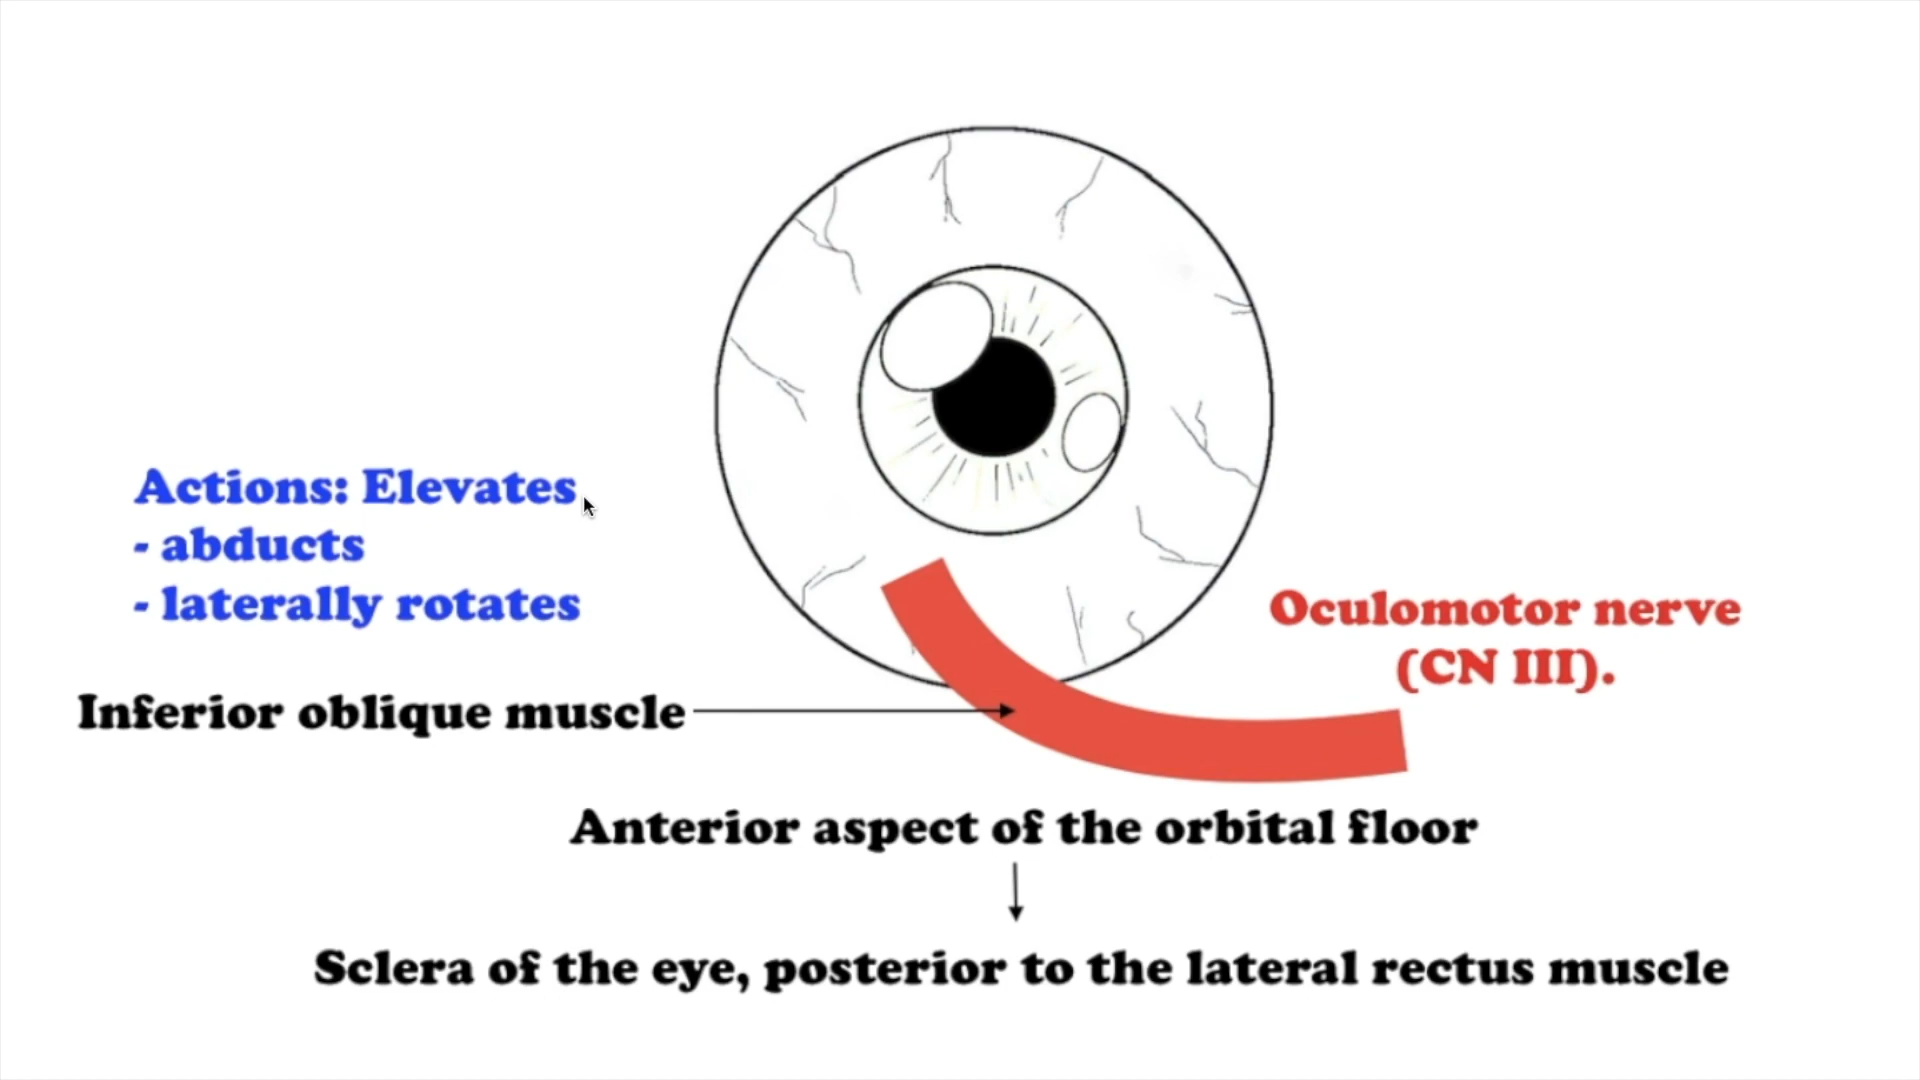 Actions: Elevates
- abducts
- laterally rotates
Oculomotor nerve
(CN III).
Inferior oblique muscle
Anterior aspect of the orbital floor
Sclera of the eye, posterior to the lateral rectus muscle